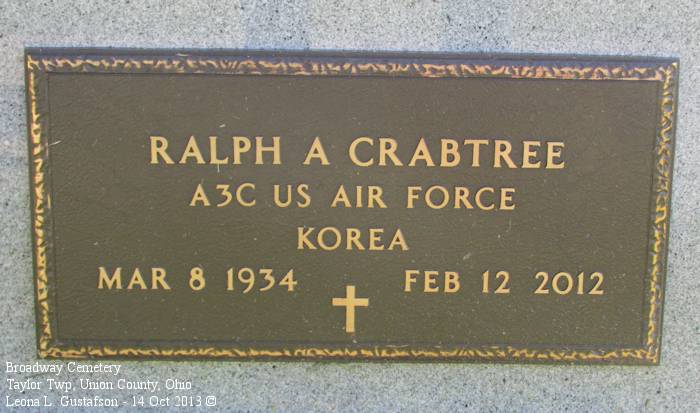 RALPH A CRABTREE
A3C US AIR FORCE
KOREA
MAR 8 1934 FEB 12 2012
Broadway Cemetery
Taylor Twp, Union County, Ohio
Leona L. Gustafson - 14 Oct 2013 ©